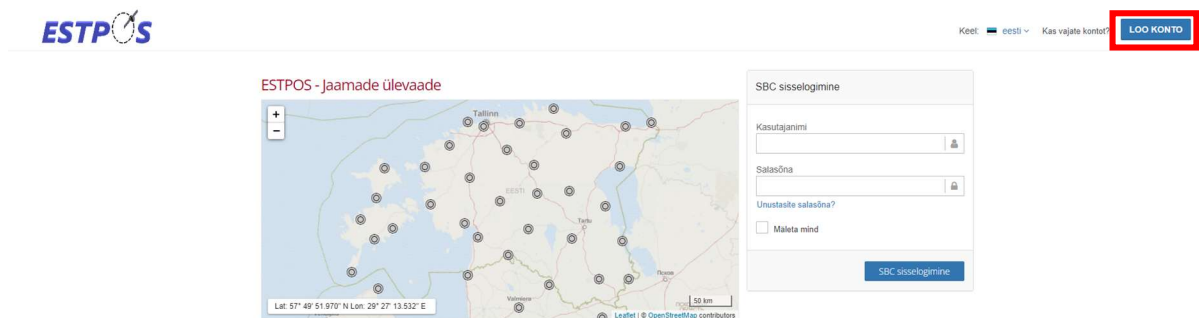 ESTPOS
Keel: eesti Kas vajate kontot? LOO KONTO
ESTPOS - Jaamade ülevaade
+
−
Tallinn
EESTI
Tartu
Псков
Valmiera
50 km
Lat: 57° 49' 51.970" N Lon: 29° 27' 13.532" E
Leaflet | © OpenStreetMap contributors
SBC sisselogimine
Kasutajanimi
Salasõna
Unustasite salasõna?
Mäleta mind
SBC sisselogimine